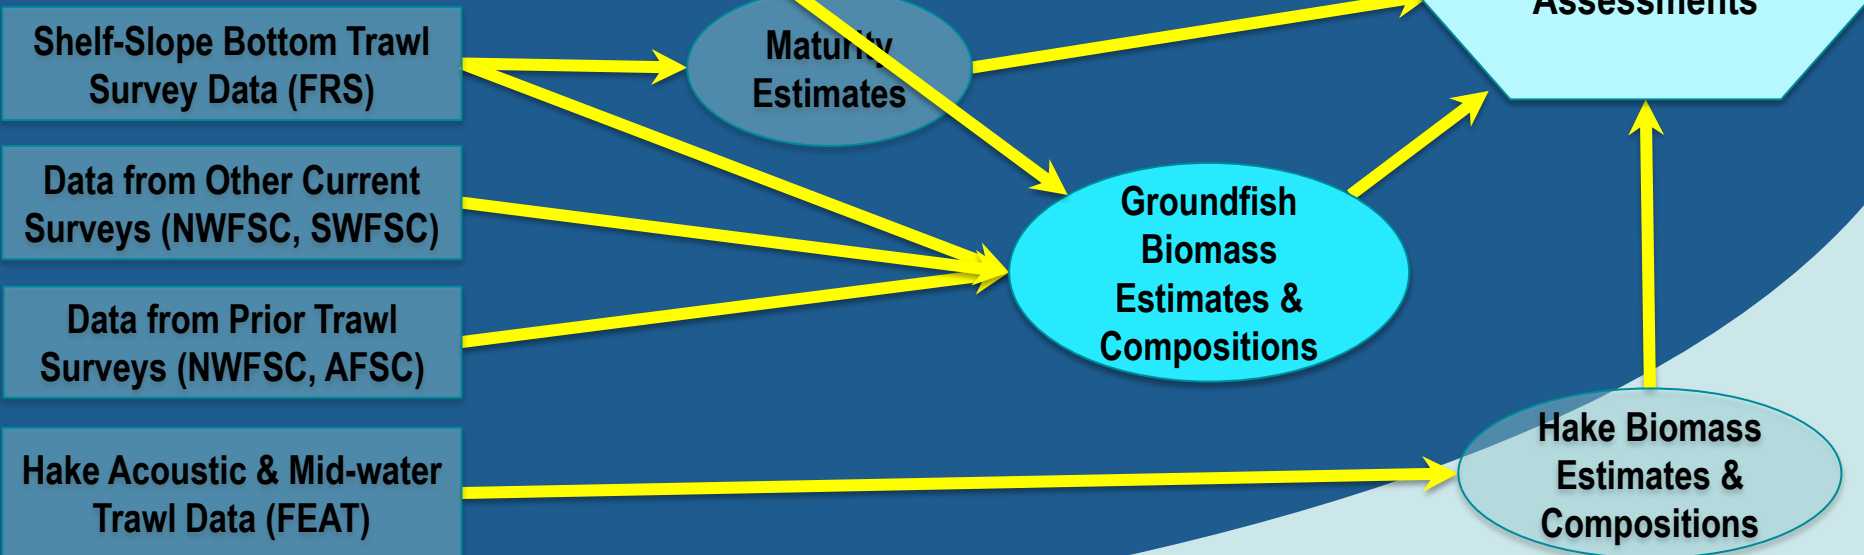 Assessments
Shelf-Slope Bottom Trawl
Survey Data (FRS)
Maturity
Estimates
Data from Other Current
Surveys (NWFSC, SWFSC)
Groundfish
Biomass
Estimates &
Compositions
Data from Prior Trawl
Surveys (NWFSC, AFSC)
Hake Acoustic & Mid-water
Trawl Data (FEAT)
Hake Biomass
Estimates &
Compositions